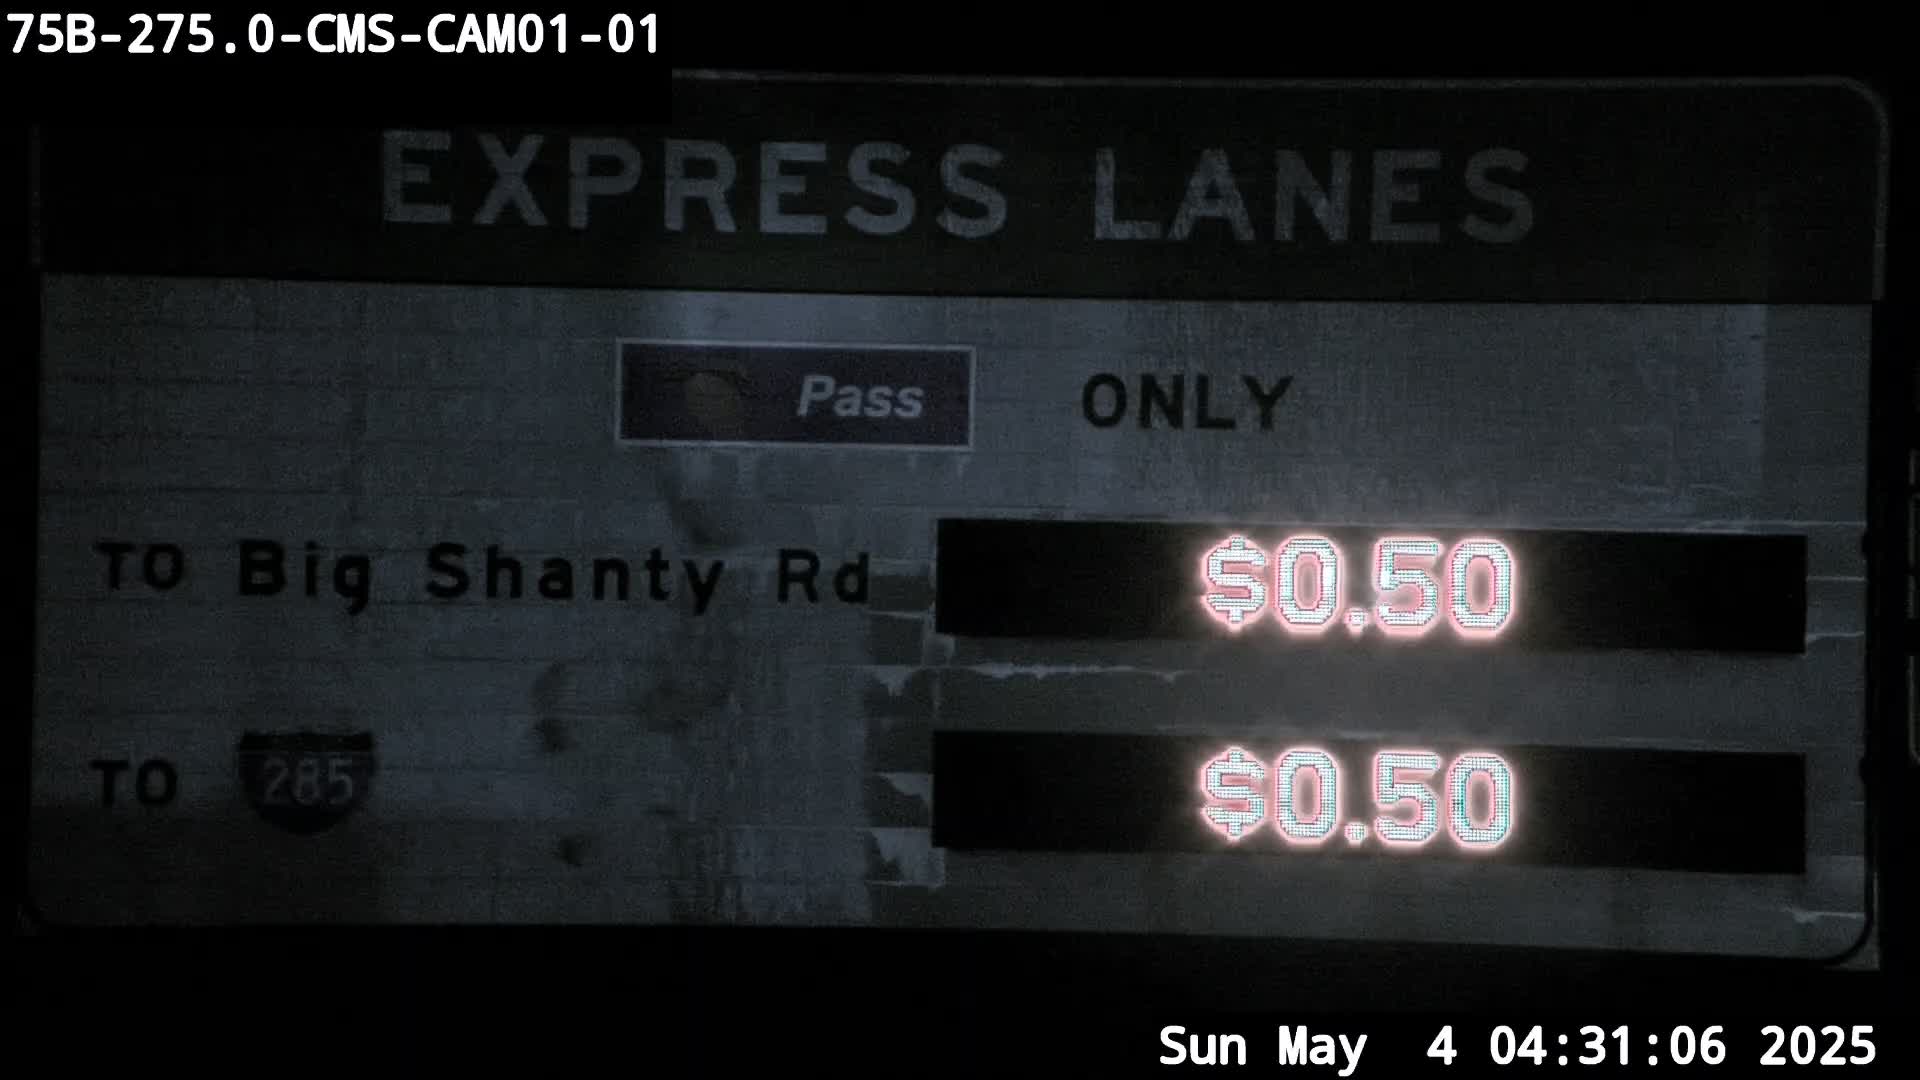 75B-275.0-CMS-CAM01-01
EXPRESS LANES
Pass ONLY
TO Big Shanty Rd $0.50
TO 285 $0.50
Sun May 4 04:31:06 2025